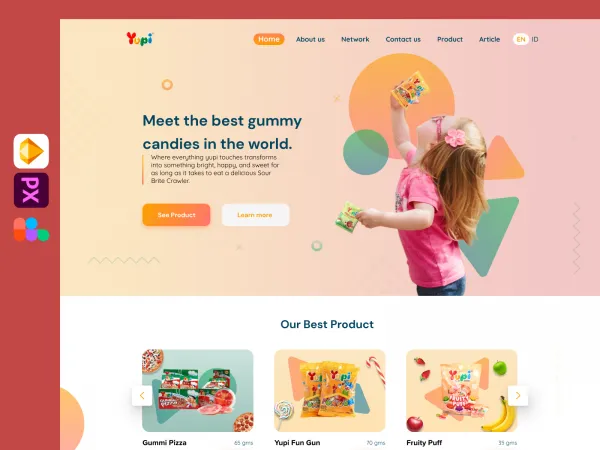 Yupi
Home
About us
Network
Contact us
Product
Article
EN
ID
Meet the best gummy
candies in the world.
Where everything yupi touches transforms
into something bright, happy, and sweet for
as long as it takes to eat a delicious Sour
Brite Crawler.
See Product
Learn more
PX
Our Best Product
Yupi
Yupi
Gummi Pizza
65 gms
Yupi Fun Gun
70 gms
Fruity Puff
35 gms